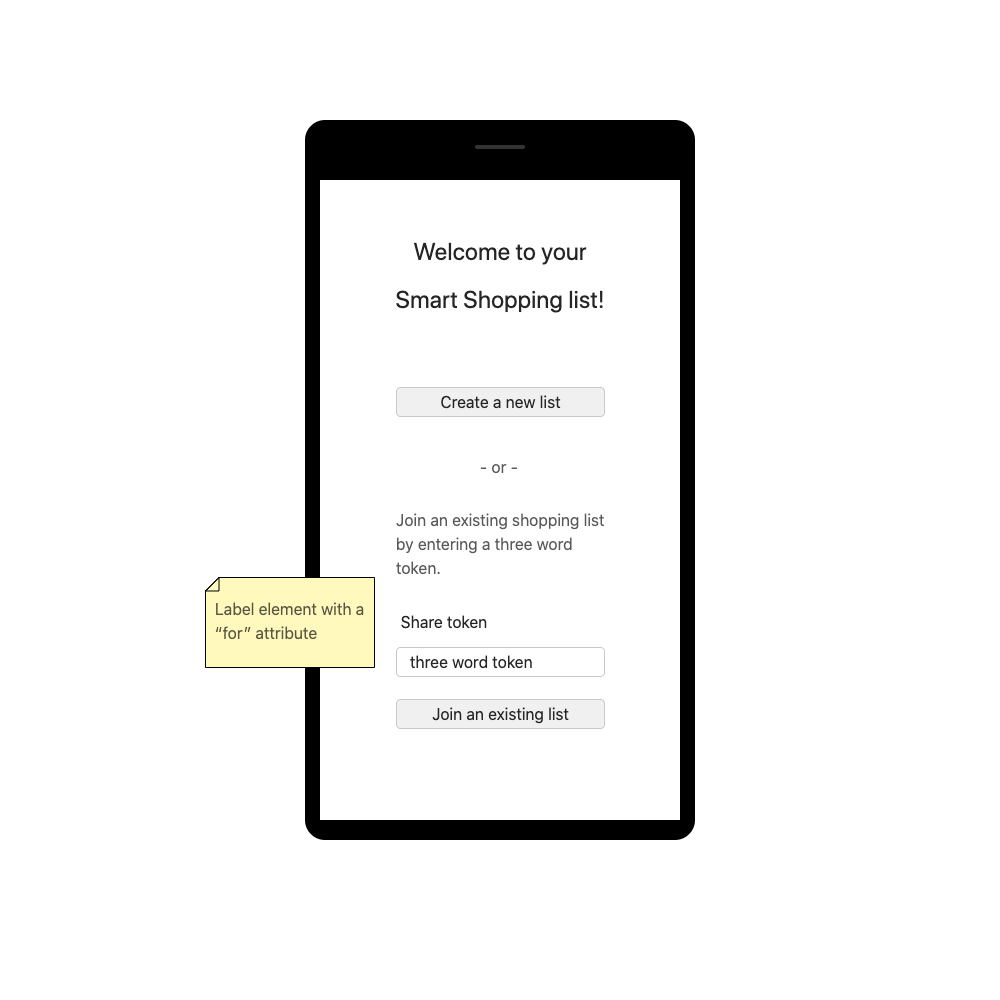 Welcome to your
Smart Shopping list!
Create a new list
- or -
Join an existing shopping list
by entering a three word
token.
Label element with a
“for” attribute
Share token
three word token
Join an existing list